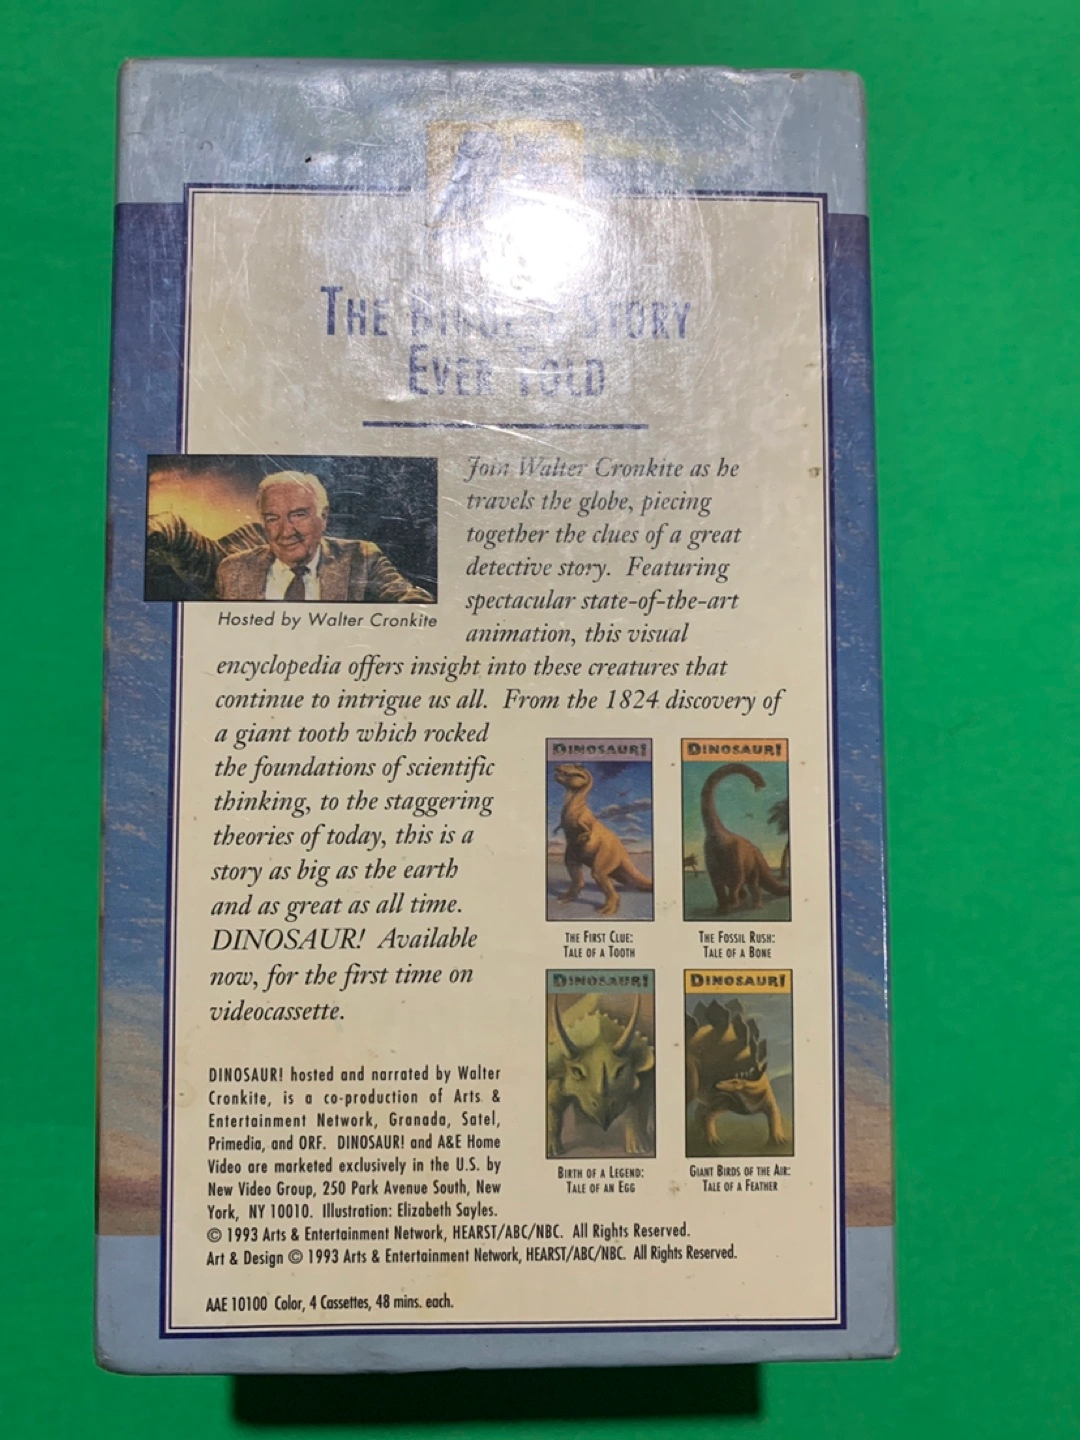 THE BIGGEST STORY
EVER TOLD
Join Walter Cronkite as he
travels the globe, piecing
together the clues of a great
detective story. Featuring
spectacular state-of-the-art
animation, this visual
Hosted by Walter Cronkite
encyclopedia offers insight into these creatures that
continue to intrigue us all. From the 1824 discovery of
a giant tooth which rocked
the foundations of scientific
thinking, to the staggering
theories of today, this is a
story as big as the earth
and as great as all time.
DINOSAUR! Available
now, for the first time on
videocassette.
DINOSAUR!
DINOSAUR!
THE FIRST CLUE:
TALE OF A TOOTH
THE FOSSIL RUSH:
TALE OF A BONE
DINOSAUR!
DINOSAUR!
BIRTH OF A LEGEND:
TALE OF AN EGG
GIANT BIRDS OF THE AIR:
TALE OF A FEATHER
DINOSAUR! hosted and narrated by Walter
Cronkite, is a co-production of Arts &
Entertainment Network, Granada, Satel,
Primedia, and ORF. DINOSAUR! and A&E Home
Video are marketed exclusively in the U.S. by
New Video Group, 250 Park Avenue South, New
York, NY 10010. Illustration: Elizabeth Sayles.
© 1993 Arts & Entertainment Network, HEARST/ABC/NBC. All Rights Reserved.
Art & Design © 1993 Arts & Entertainment Network, HEARST/ABC/NBC. All Rights Reserved.
AAE 10100 Color, 4 Cassettes, 48 mins. each.